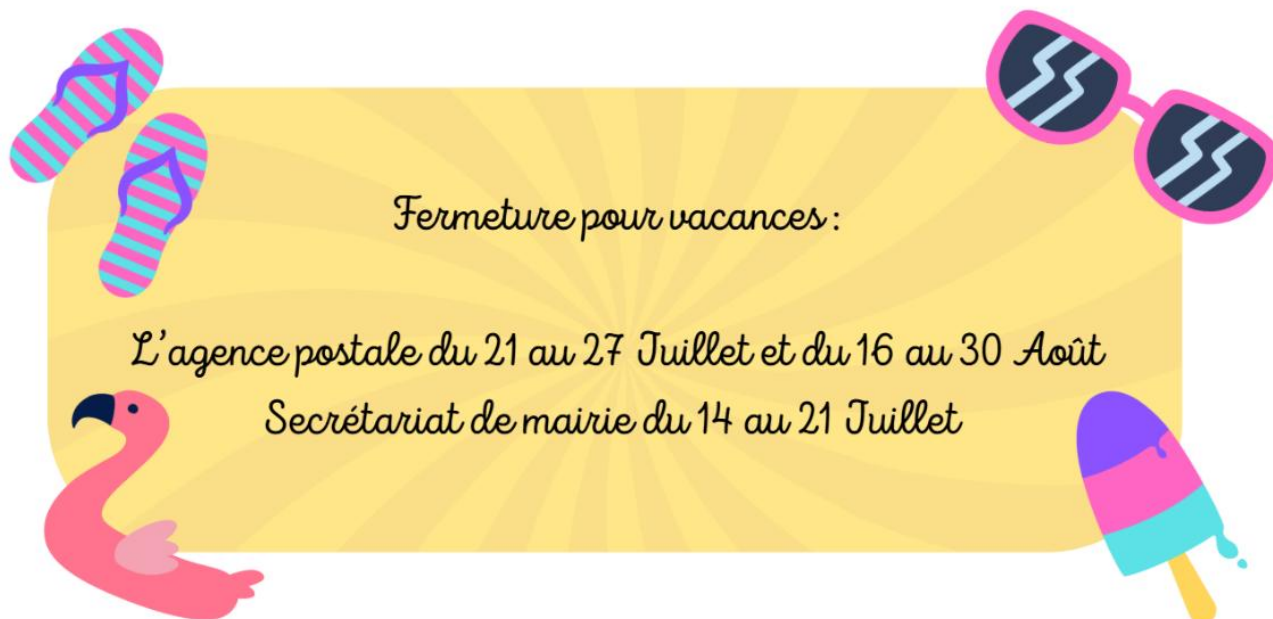 Fermeture pour vacances :
L'agence postale du 21 au 27 Juillet et du 16 au 30 Août
Secrétariat de mairie du 14 au 21 Juillet